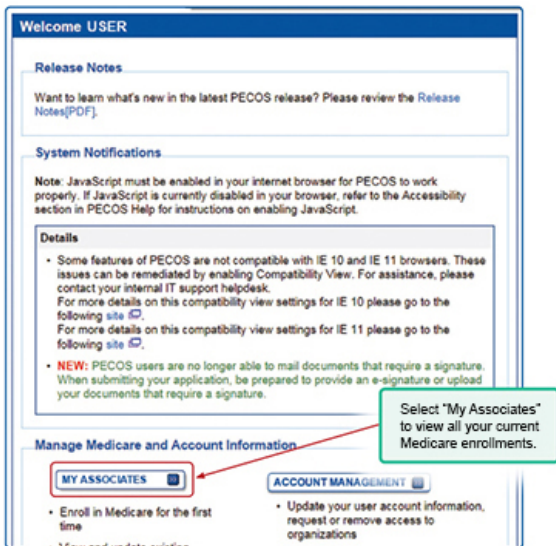 Welcome USER
Release Notes
Want to learn what's new in the latest PECOS release? Please review the Release
Notes[PDF].
System Notifications
Note: JavaScript must be enabled in your internet browser for PECOS to work
properly. If JavaScript is currently disabled in your browser, refer to the Accessibility
section in PECOS Help for instructions on enabling JavaScript.
Details
• Some features of PECOS are not compatible with IE 10 and IE 11 browsers. These
issues can be remediated by enabling Compatibility View. For assistance, please
contact your internal IT support helpdesk.
For more details on this compatibility view settings for IE 10 please go to the
following site.
For more details on this compatibility view settings for IE 11 please go to the
following site.
• NEW: PECOS users are no longer able to mail documents that require a signature.
When submitting your application, be prepared to provide an e-signature or upload
your documents that require a signature.
Select "My Associates"
to view all your current
Medicare enrollments.
Manage Medicare and Account Information
MY ASSOCIATES
• Enroll in Medicare for the first
time
View and update existing
ACCOUNT MANAGEMENT
• Update your user account information,
request or remove access to
organizations